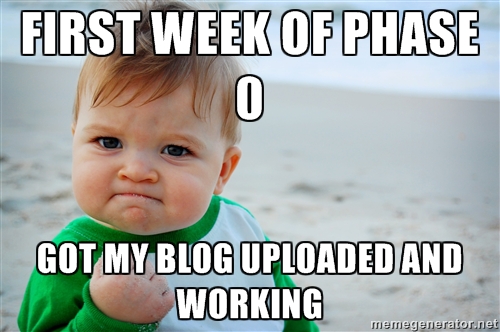 FIRST WEEK OF PHASE
0
GOT MY BLOG UPLOADED AND
WORKING
memegenerator.net